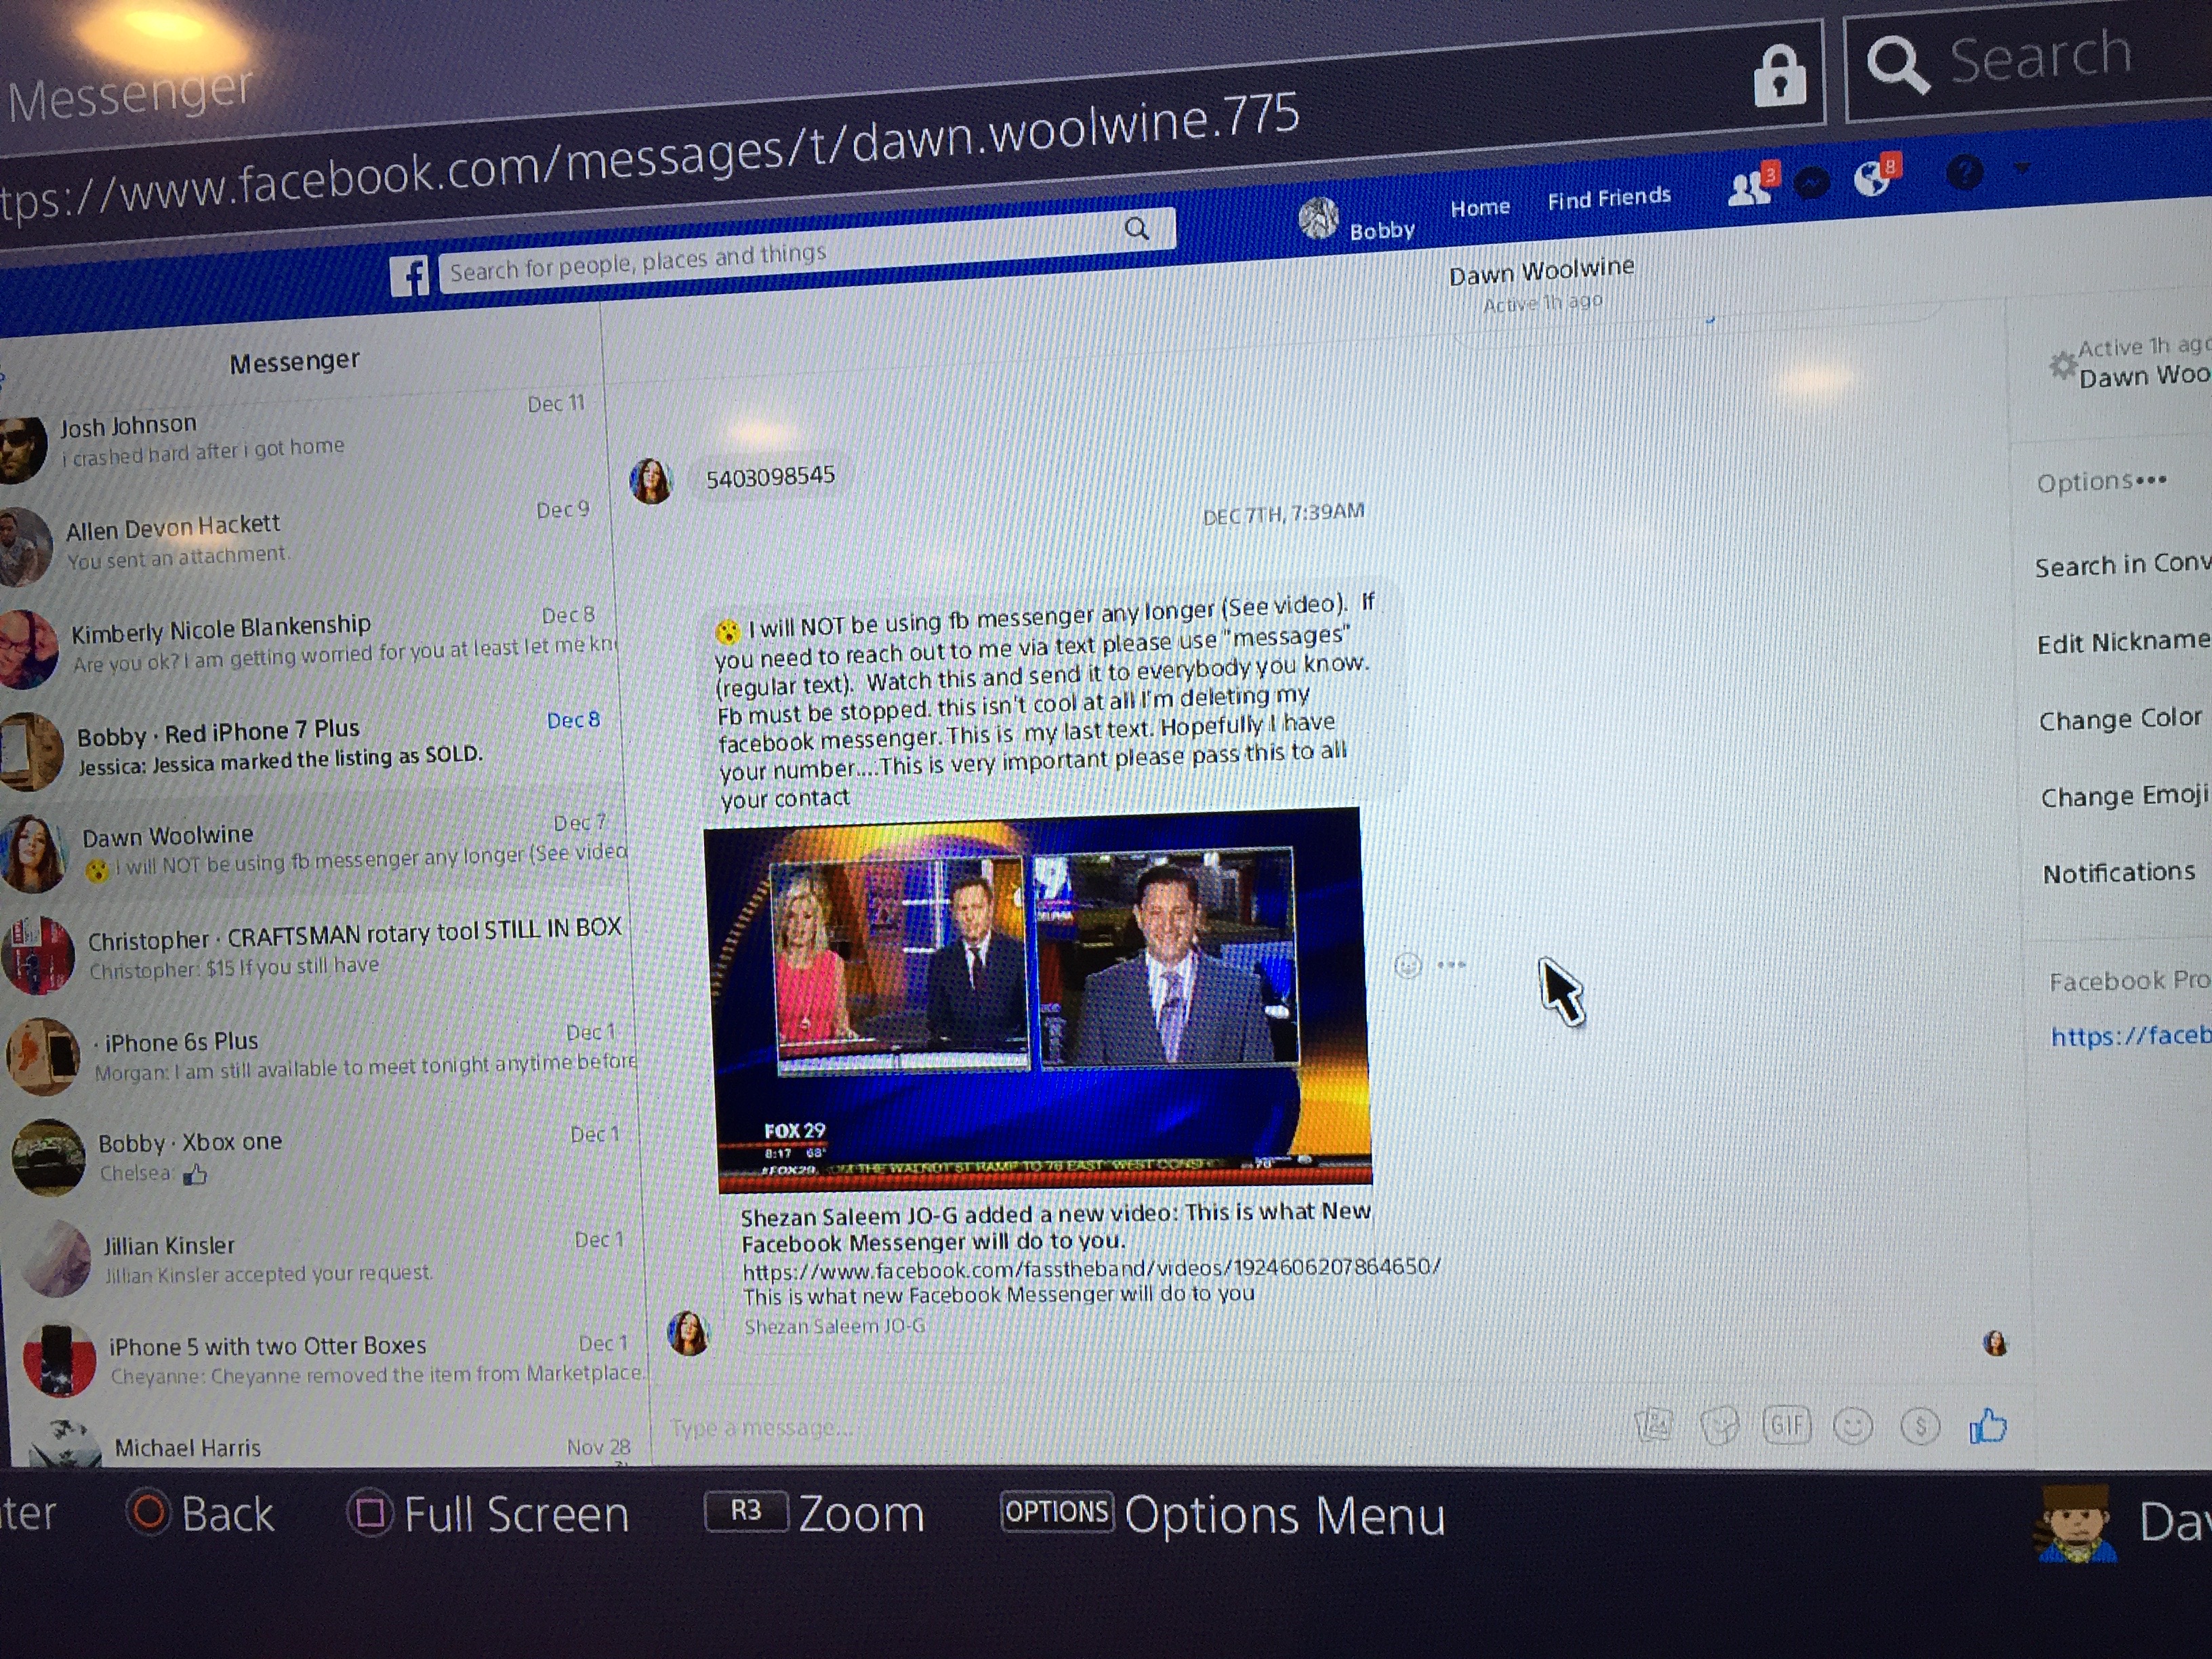 Messenger
tps://www.facebook.com/messages/t/dawn.woolwine.775
Search
f
Search for people, places and things
Bobby
Home
Find Friends
3
8
?
Messenger
Josh Johnson
Dec 11
i crashed hard after i got home
Allen Devon Hackett
Dec 9
You sent an attachment.
Kimberly Nicole Blankenship
Dec 8
Are you ok? I am getting worried for you at least let me kn
Bobby · Red iPhone 7 Plus
Dec 8
Jessica: Jessica marked the listing as SOLD.
Dawn Woolwine
Dec 7
😮 I will NOT be using fb messenger any longer (See video
Christopher · CRAFTSMAN rotary tool STILL IN BOX
Christopher: $15 If you still have
· iPhone 6s Plus
Dec 1
Morgan: I am still available to meet tonight anytime before
Bobby · Xbox one
Dec 1
Chelsea: 👍
Jillian Kinsler
Dec 1
Jillian Kinsler accepted your request.
iPhone 5 with two Otter Boxes
Dec 1
Cheyanne: Cheyanne removed the item from Marketplace.
Michael Harris
Nov 28
Dawn Woolwine
Active 1h ago
5403098545
DEC 7TH, 7:39AM
😮 I will NOT be using fb messenger any longer (See video). If
you need to reach out to me via text please use "messages"
(regular text). Watch this and send it to everybody you know.
Fb must be stopped. this isn't cool at all I'm deleting my
facebook messenger. This is my last text. Hopefully I have
your number....This is very important please pass this to all
your contact
FOX 29
8:17 68°
#FOX29
THE WALNUT ST RAMP TO 76 EAST
Shezan Saleem JO-G added a new video: This is what New
Facebook Messenger will do to you.
https://www.facebook.com/fasstheband/videos/1924606207864650/
This is what new Facebook Messenger will do to you
Shezan Saleem JO-G
Type a message...
GIF
$
Active 1h ago
Dawn Woo
Options•••
Search in Conv
Edit Nickname
Change Color
Change Emoji
Notifications
Facebook Pro
https://faceb
ter
Back
Full Screen
R3 Zoom
OPTIONS Options Menu
Da